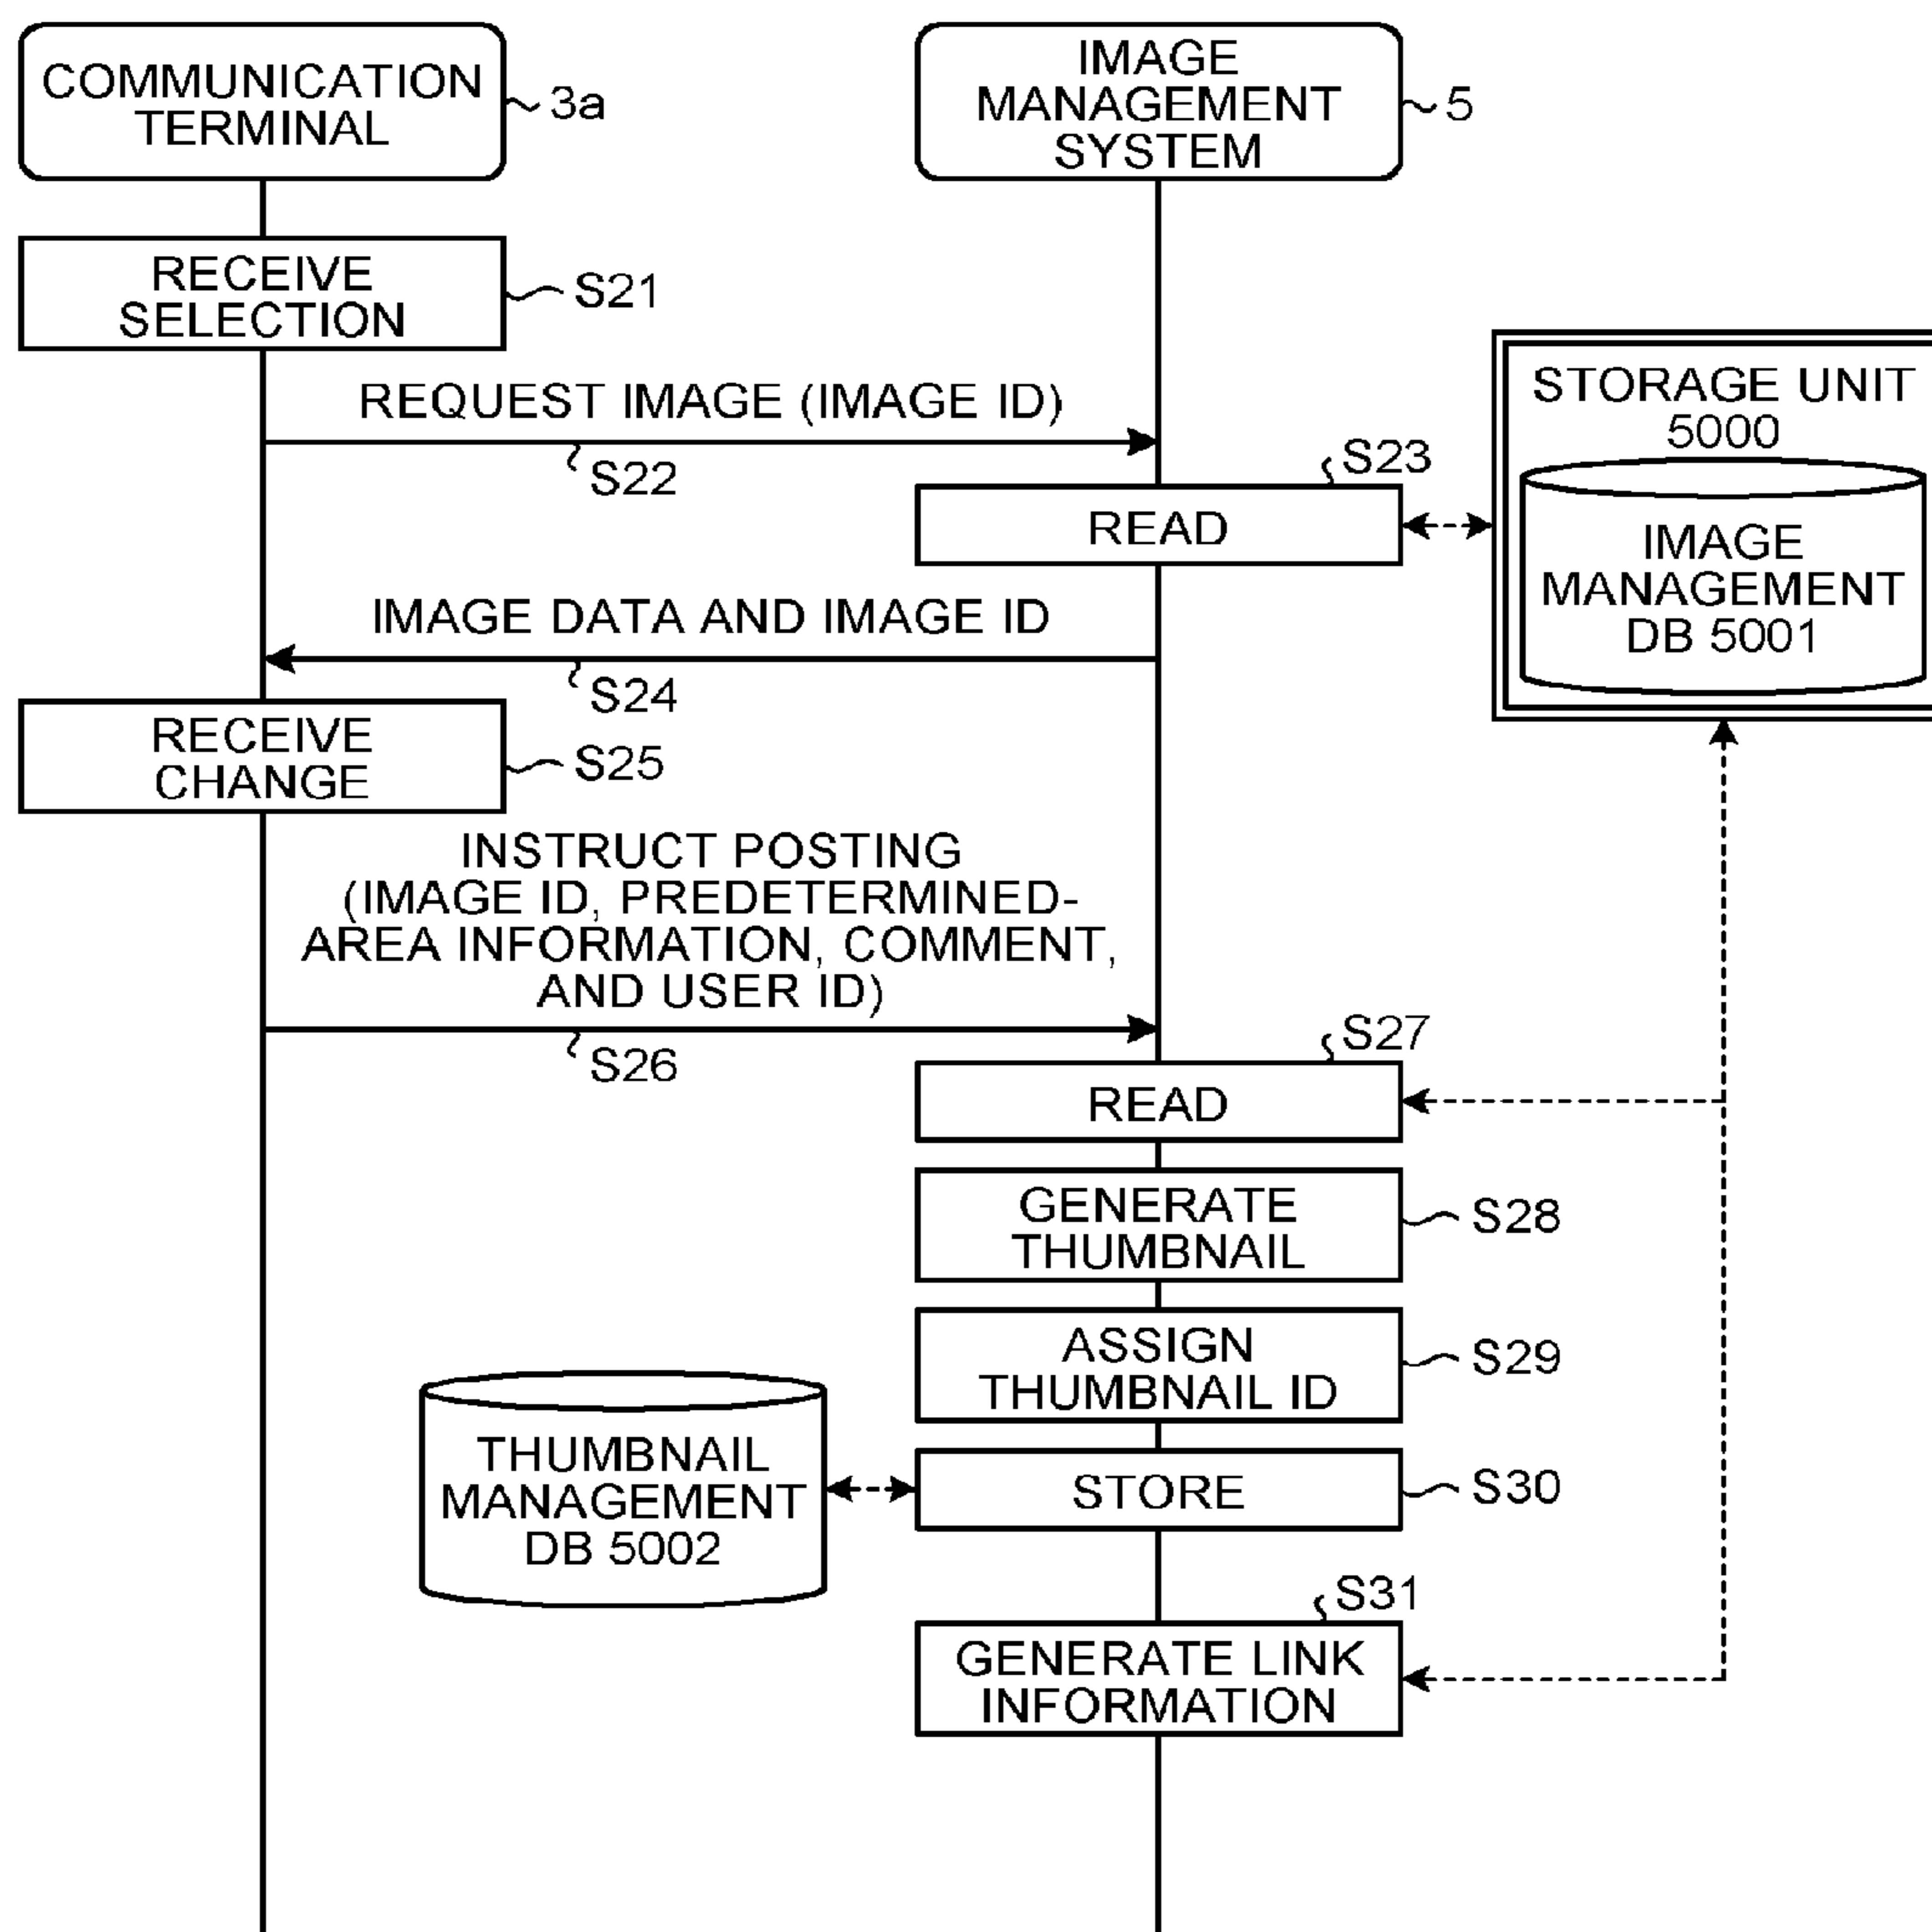 COMMUNICATION
TERMINAL
3a
IMAGE
MANAGEMENT
SYSTEM
5
RECEIVE
SELECTION
S21
REQUEST IMAGE (IMAGE ID)
S22
STORAGE UNIT
5000
S23
READ
IMAGE
MANAGEMENT
DB 5001
IMAGE DATA AND IMAGE ID
S24
RECEIVE
CHANGE
S25
INSTRUCT POSTING
(IMAGE ID, PREDETERMINED-
AREA INFORMATION, COMMENT,
AND USER ID)
S26
S27
READ
GENERATE
THUMBNAIL
S28
ASSIGN
THUMBNAIL ID
S29
THUMBNAIL
MANAGEMENT
DB 5002
STORE
S30
S31
GENERATE LINK
INFORMATION